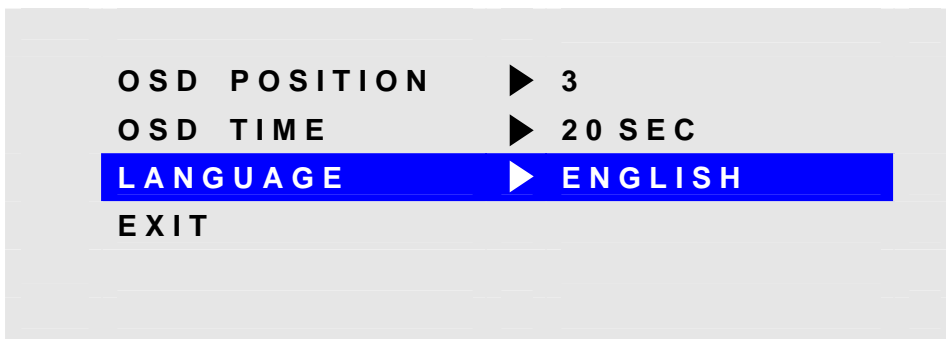 OSD POSITION ▶ 3
OSD TIME ▶ 20 SEC
LANGUAGE ▶ ENGLISH
EXIT